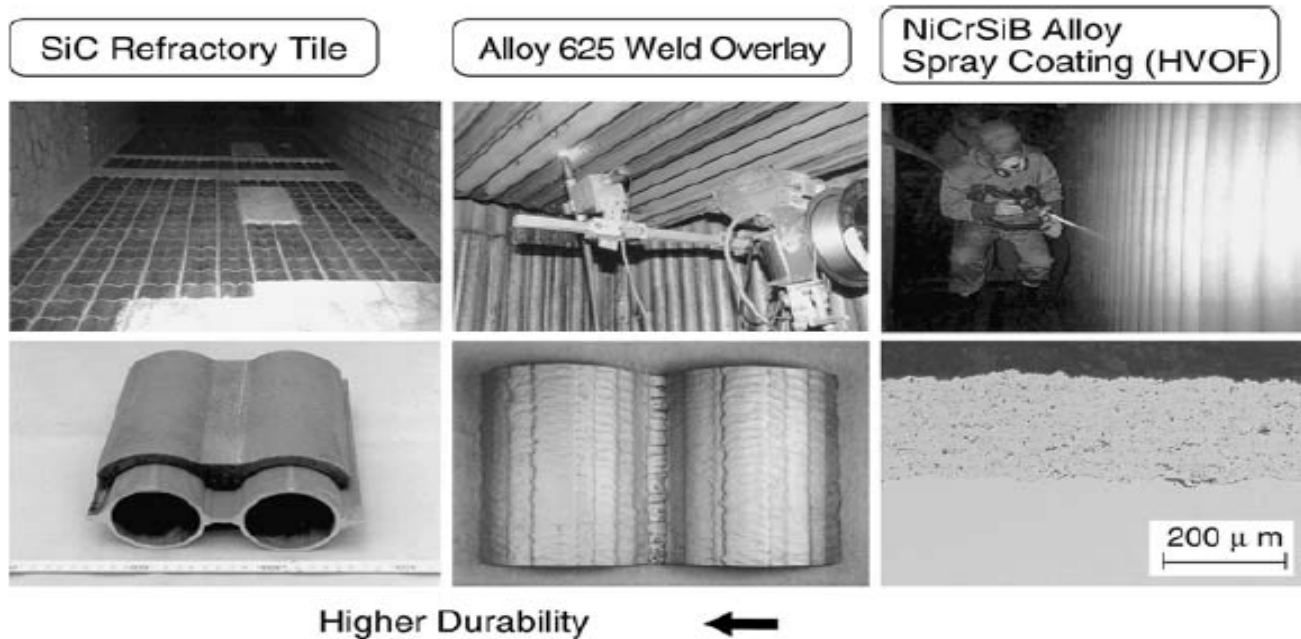 SiC Refractory Tile
Alloy 625 Weld Overlay
NiCrSiB Alloy
Spray Coating (HVOF)
200 μ m
Higher Durability